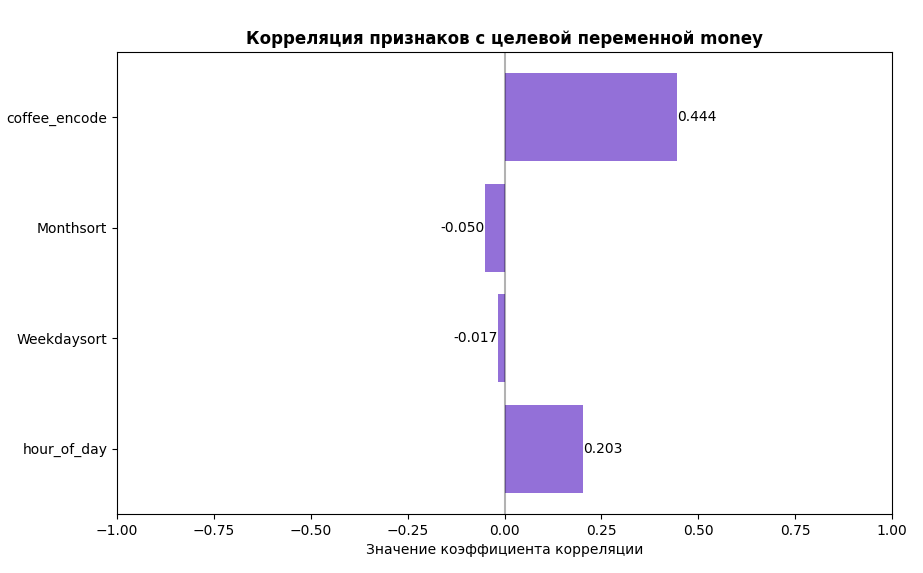 Корреляция признаков с целевой переменной money
coffee_encode
0.444
Monthsort
-0.050
Weekdaysort
-0.017
hour_of_day
0.203
−1.00 −0.75 −0.50 −0.25 0.00 0.25 0.50 0.75 1.00
Значение коэффициента корреляции